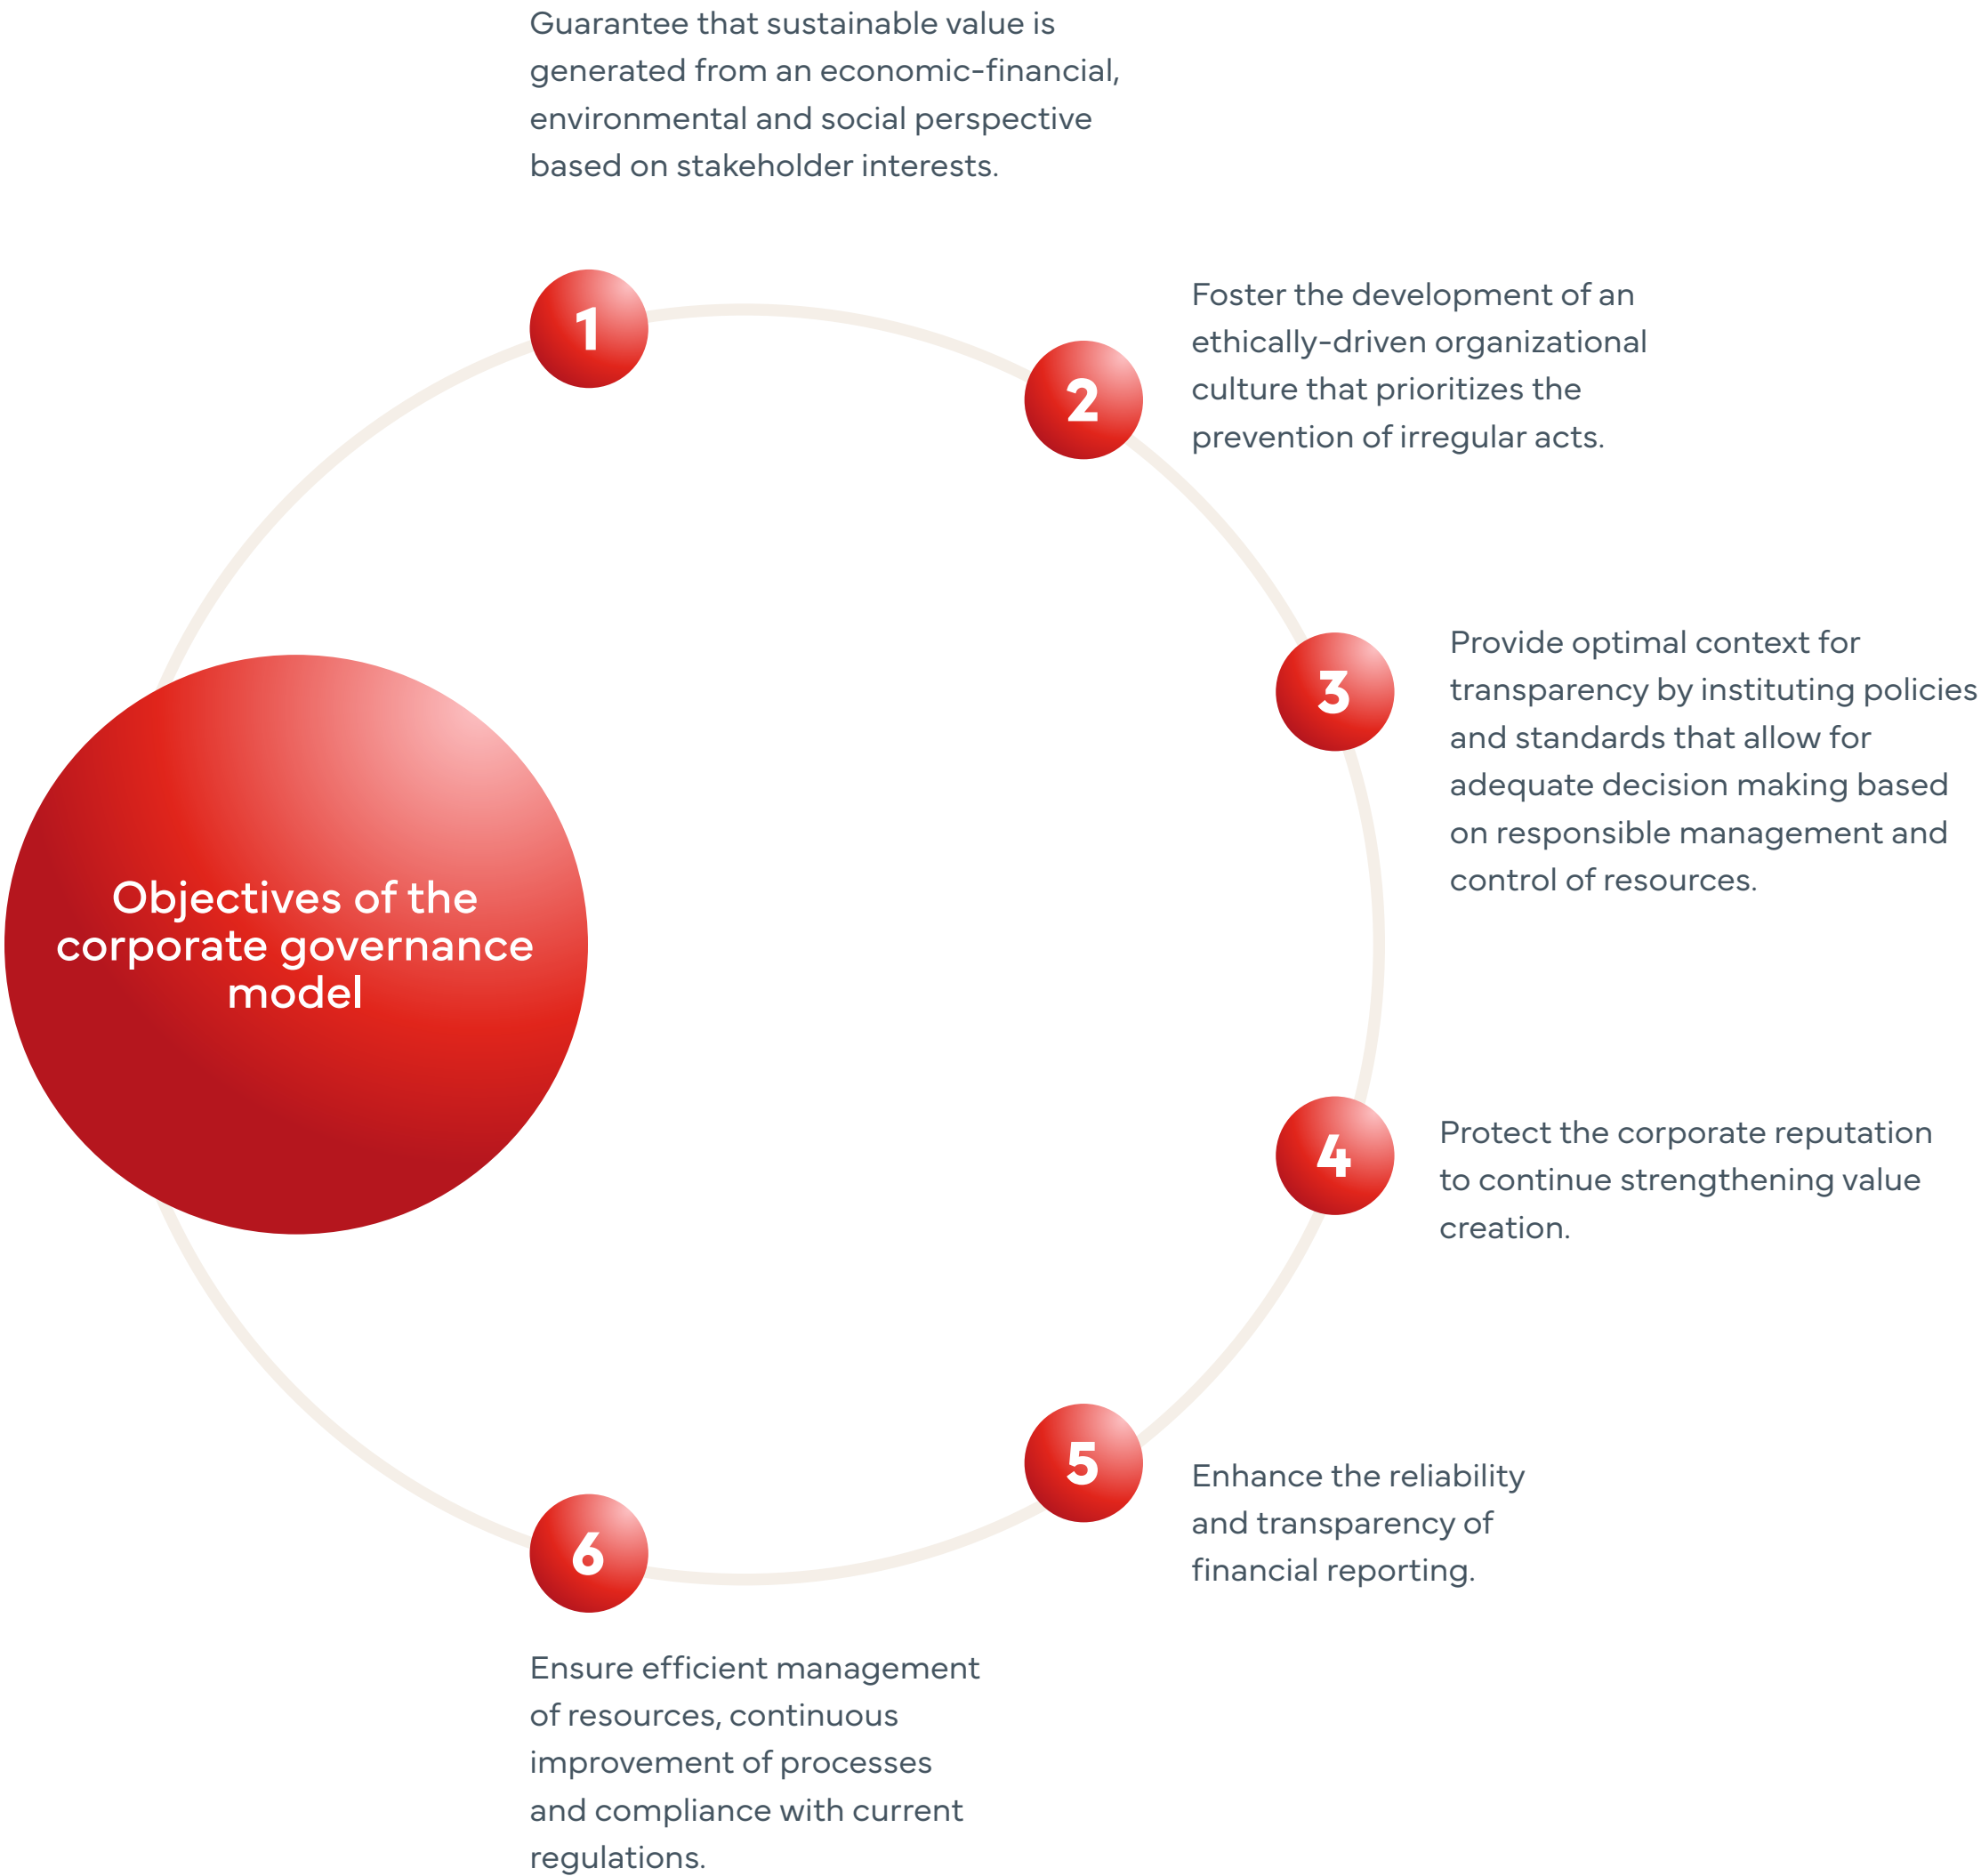 Guarantee that sustainable value is
generated from an economic-financial,
environmental and social perspective
based on stakeholder interests.
1
2
Foster the development of an
ethically-driven organizational
culture that prioritizes the
prevention of irregular acts.
3
Provide optimal context for
transparency by instituting policies
and standards that allow for
adequate decision making based
on responsible management and
control of resources.
Objectives of the
corporate governance
model
4
Protect the corporate reputation
to continue strengthening value
creation.
5
Enhance the reliability
and transparency of
financial reporting.
6
Ensure efficient management
of resources, continuous
improvement of processes
and compliance with current
regulations.